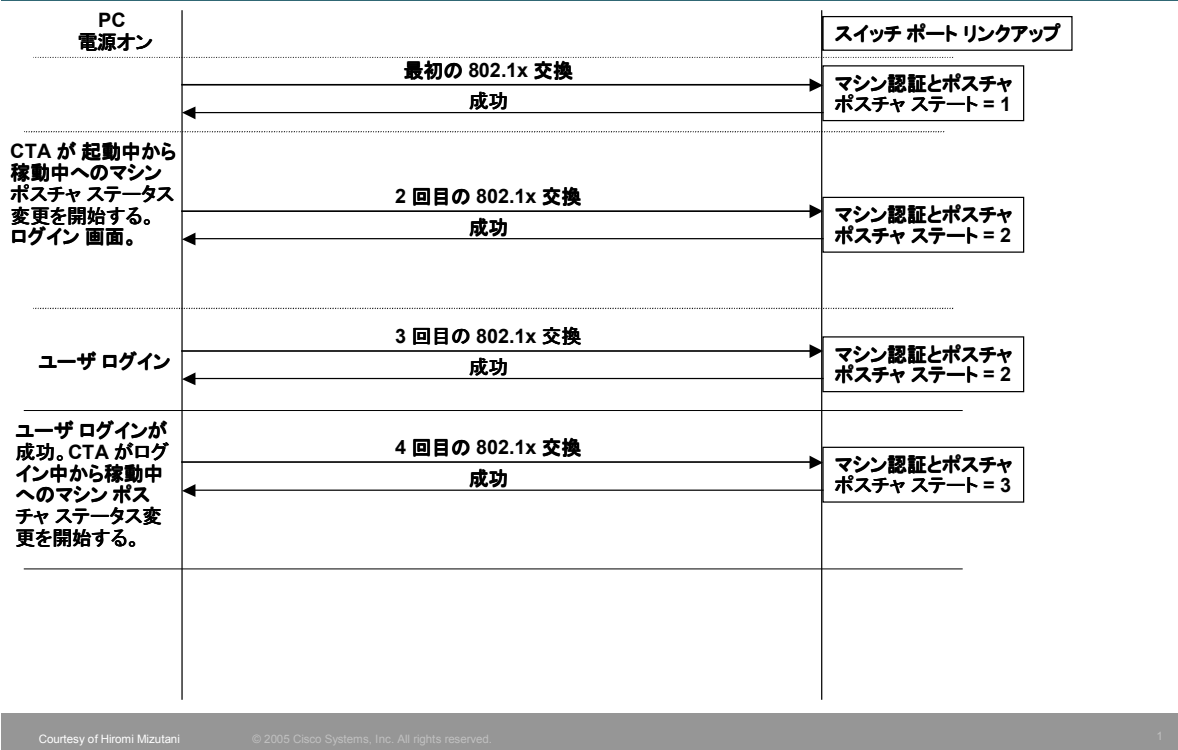 PC
電源オン
スイッチ ポート リンクアップ
最初の 802.1x 交換
成功
マシン認証とポスチャ
ポスチャ ステート = 1
CTA が 起動中から
稼動中へのマシン
ポスチャ ステータス
変更を開始する。
ログイン 画面。
2 回目の 802.1x 交換
成功
マシン認証とポスチャ
ポスチャ ステート = 2
ユーザ ログイン
3 回目の 802.1x 交換
成功
マシン認証とポスチャ
ポスチャ ステート = 2
ユーザ ログインが
成功。CTA がログ
イン中から稼動中
へのマシン ポス
チャ ステータス変
更を開始する。
4 回目の 802.1x 交換
成功
マシン認証とポスチャ
ポスチャ ステート = 3
Courtesy of Hiromi Mizutani
© 2005 Cisco Systems, Inc. All rights reserved.
1